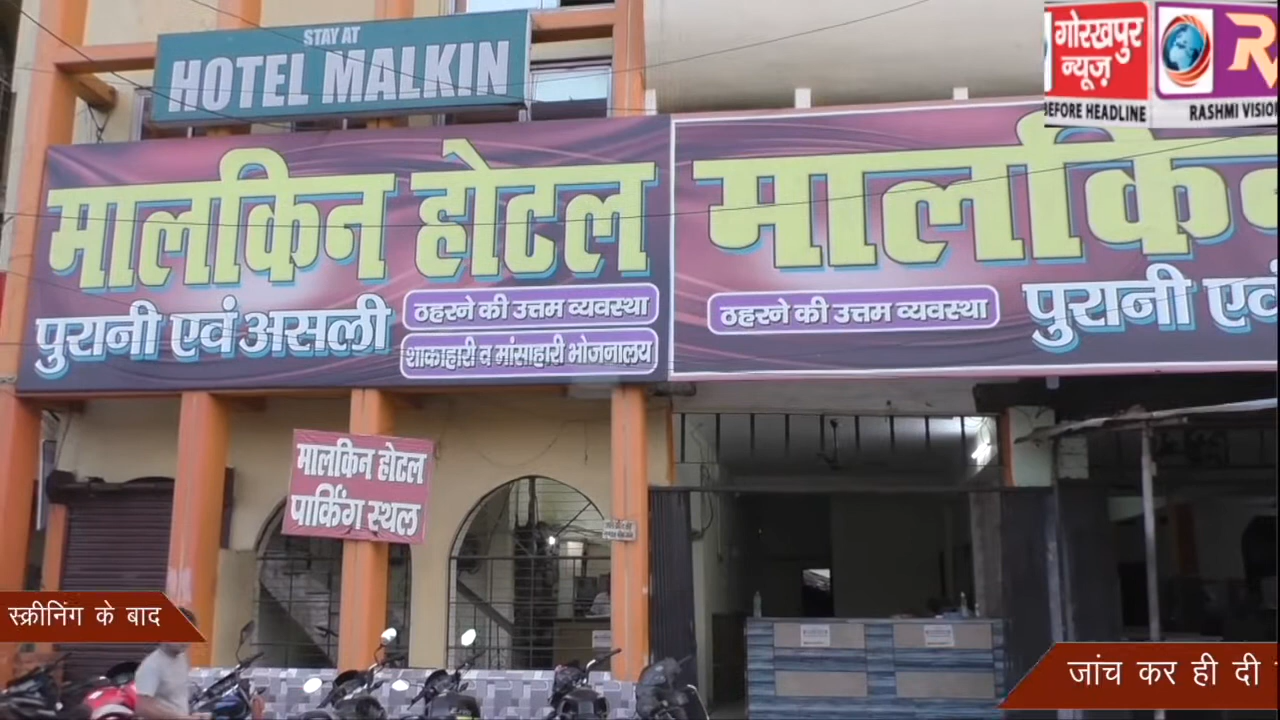 STAY AT
HOTEL MALKIN
गोरखपुर
न्यूज़
BEFORE HEADLINE
R
RASHMI VISIO
मालकिन होटल
पुरानी एवं असली
ठहरने की उत्तम व्यवस्था
शाकाहारी व मांसाहारी भोजनालय
मालकि
ठहरने की उत्तम व्यवस्था
पुरानी एवं
मालकिन होटल
पार्किंग स्थल
स्क्रीनिंग के बाद
जांच कर ही दी